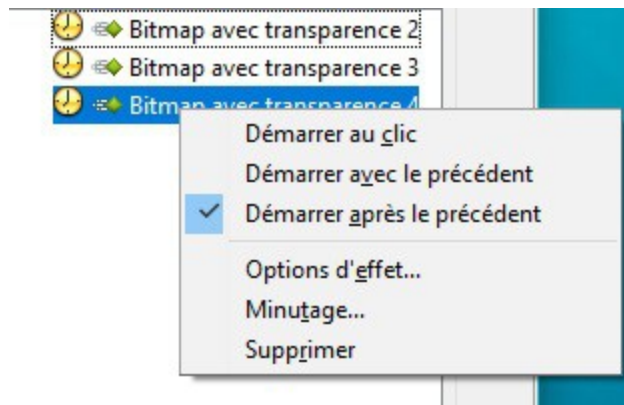 Bitmap avec transparence 2
Bitmap avec transparence 3
Bitmap avec transparence 4
Démarrer au clic
Démarrer avec le précédent
Démarrer après le précédent
Options d'effet...
Minutage...
Supprimer